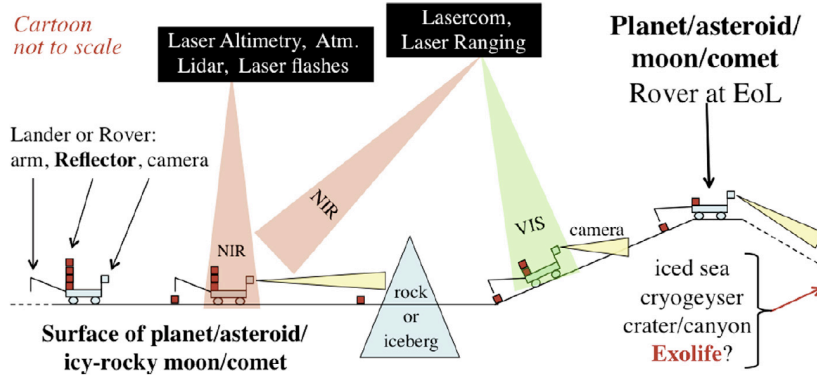 Cartoon
not to scale
Laser Altimetry, Atm.
Lidar, Laser flashes
Lasercom,
Laser Ranging
Planet/asteroid/
moon/comet
Rover at EoL
Lander or Rover:
arm, Reflector, camera
NIR
NIR
VIS
camera
rock
or
iceberg
Surface of planet/asteroid/
icy-rocky moon/comet
iced sea
cryogeyser
crater/canyon
Exolife?